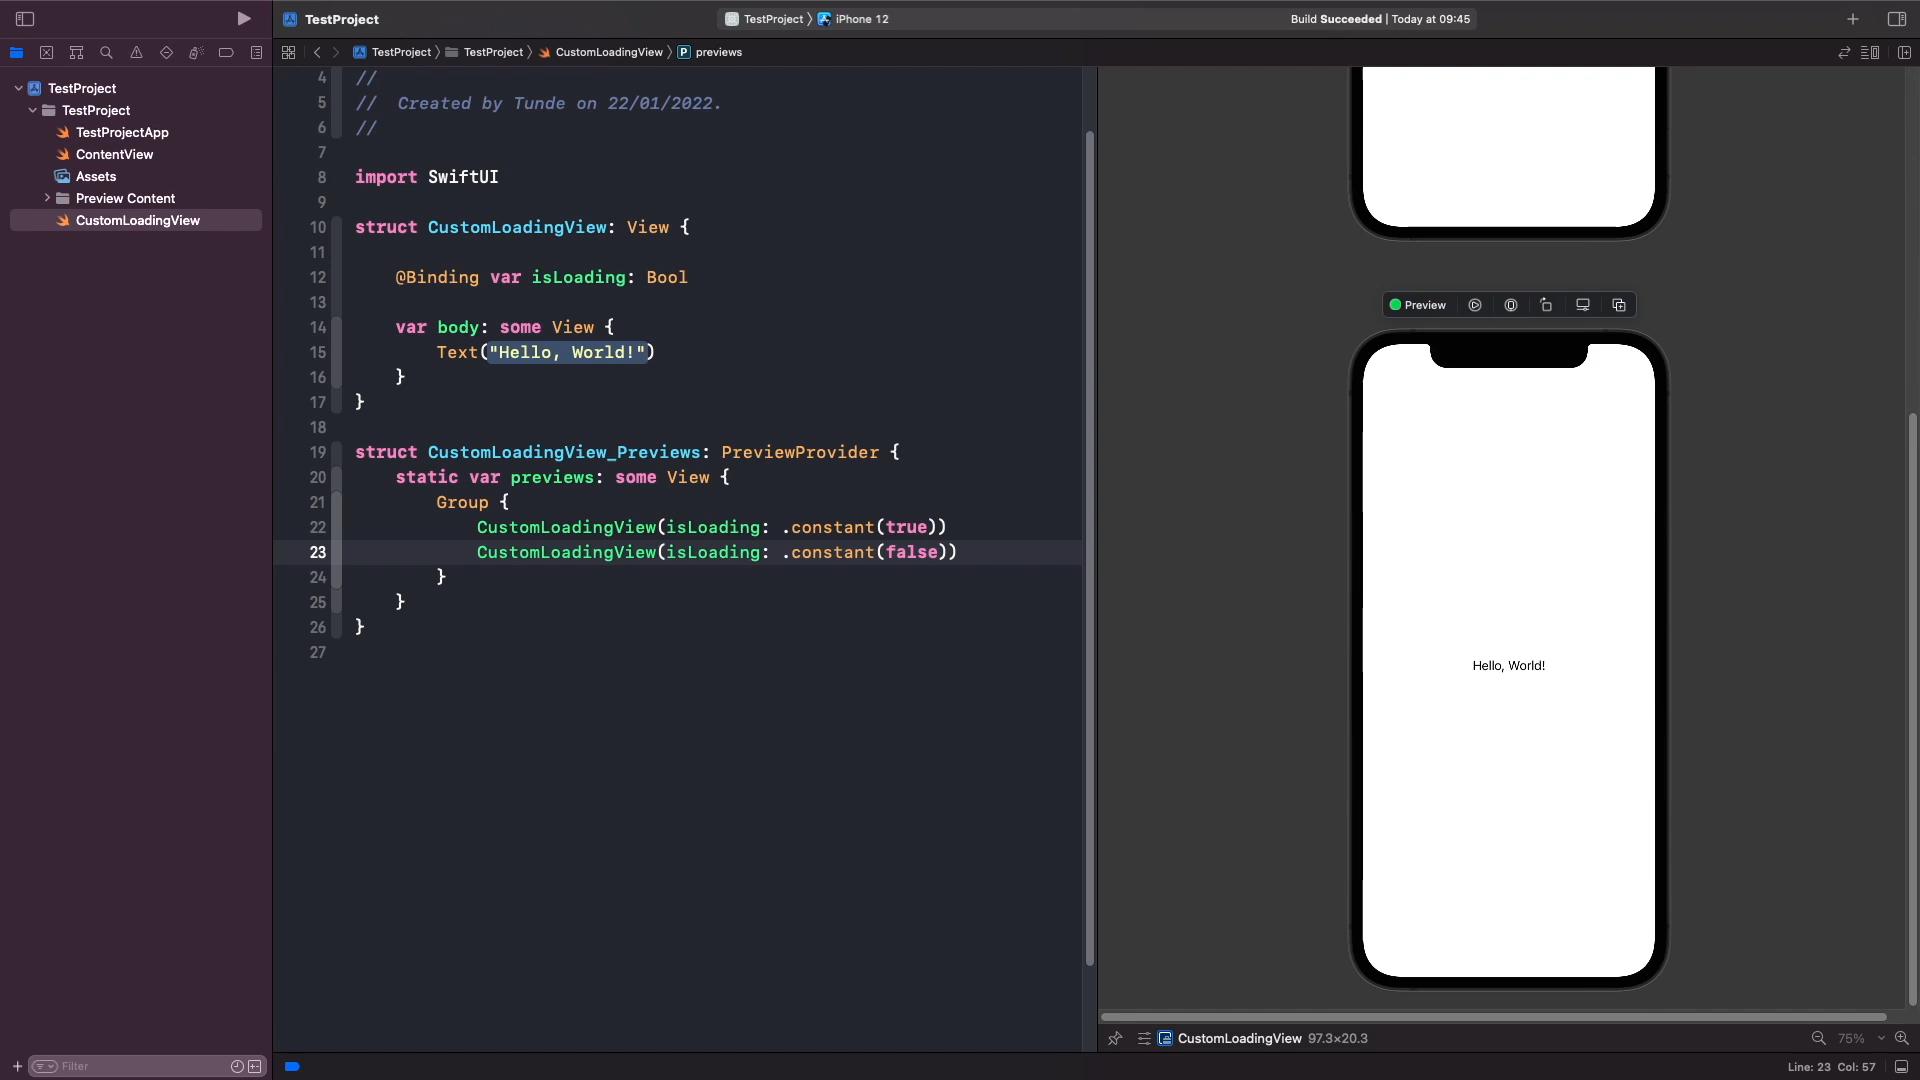 TestProject
TestProject
iPhone 12
Build Succeeded | Today at 09:45
TestProject
TestProject
CustomLoadingView
P
previews
TestProject
TestProject
TestProjectApp
ContentView
Assets
Preview Content
CustomLoadingView
4 //
5 //  Created by Tunde on 22/01/2022.
6 //
7
8 import SwiftUI
9
10 struct CustomLoadingView: View {
11
12     @Binding var isLoading: Bool
13
14     var body: some View {
15         Text("Hello, World!")
16     }
17 }
18
19 struct CustomLoadingView_Previews: PreviewProvider {
20     static var previews: some View {
21         Group {
22             CustomLoadingView(isLoading: .constant(true))
23             CustomLoadingView(isLoading: .constant(false))
24         }
25     }
26 }
27
Preview
Hello, World!
CustomLoadingView 97.3×20.3
75%
Filter
Line: 23 Col: 57